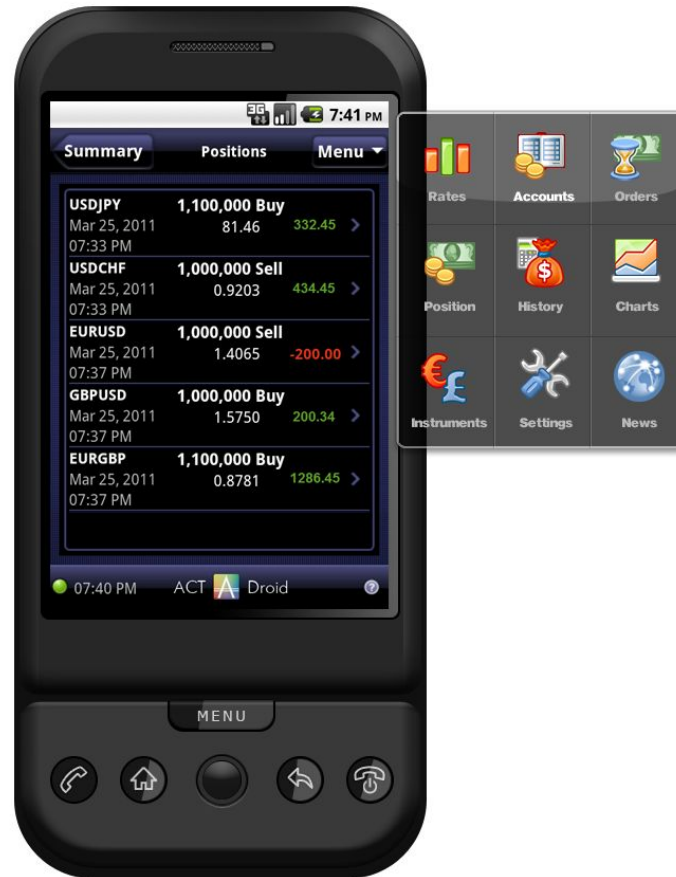 3G 7:41 PM
Summary Positions Menu
USDJPY 1,100,000 Buy
Mar 25, 2011 81.46 332.45
07:33 PM
USDCHF 1,000,000 Sell
Mar 25, 2011 0.9203 434.45
07:33 PM
EURUSD 1,000,000 Sell
Mar 25, 2011 1.4065 -200.00
07:37 PM
GBPUSD 1,000,000 Buy
Mar 25, 2011 1.5750 200.34
07:37 PM
EURGBP 1,100,000 Buy
Mar 25, 2011 0.8781 1286.45
07:37 PM
07:40 PM ACT A Droid ?
MENU
Rates Accounts Orders
Position History Charts
Instruments Settings News